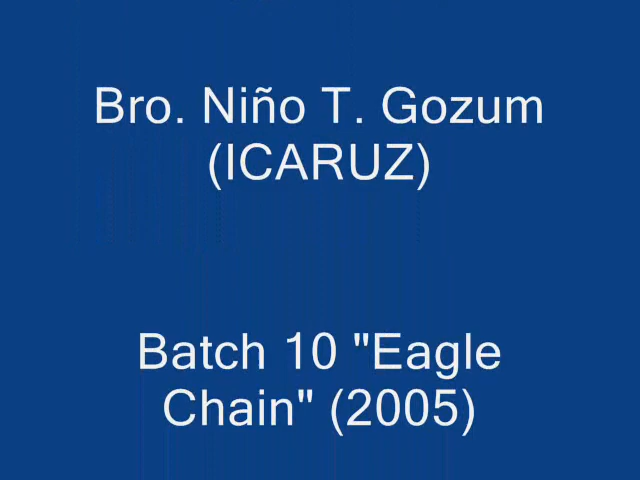 Bro. Niño T. Gozum
(ICARUZ)
Batch 10 "Eagle
Chain" (2005)